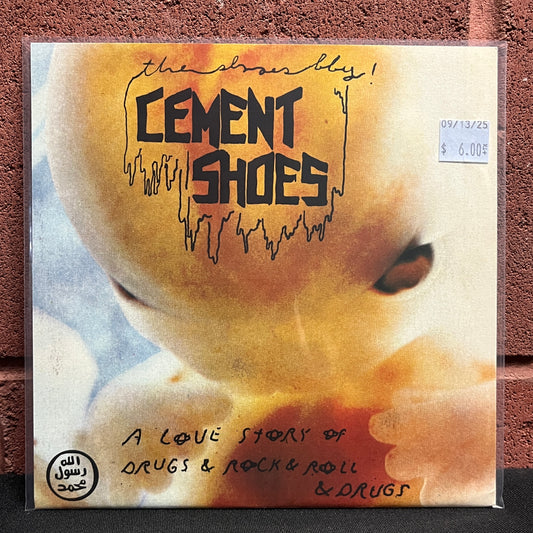 the shoes bby!
CEMENT
SHOES
09/13/25
$ 6.00
A LOVE STORY OF
DRUGS & ROCK & ROLL
& DRUGS
الله
رسول
محمد